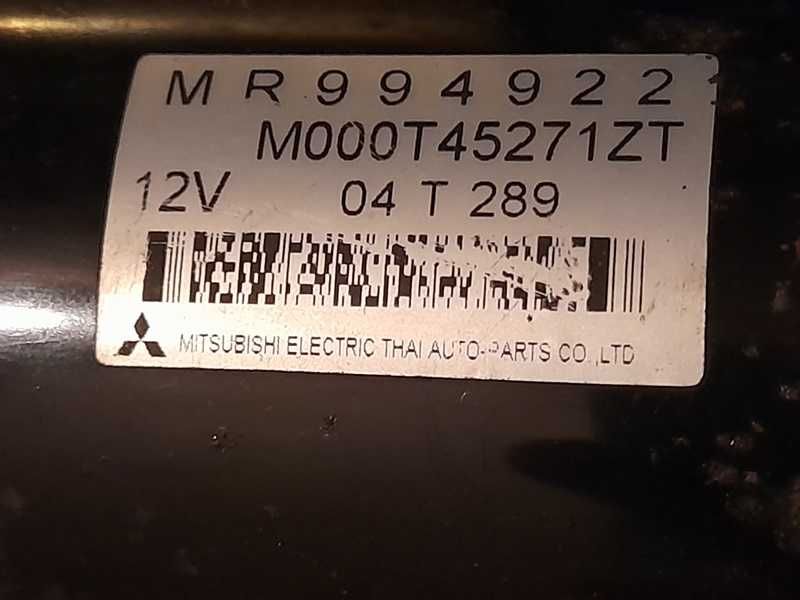 MR994922
M000T45271ZT
12V 04 T 289
MITSUBISHI ELECTRIC THAI AUTO-PARTS CO.,LTD